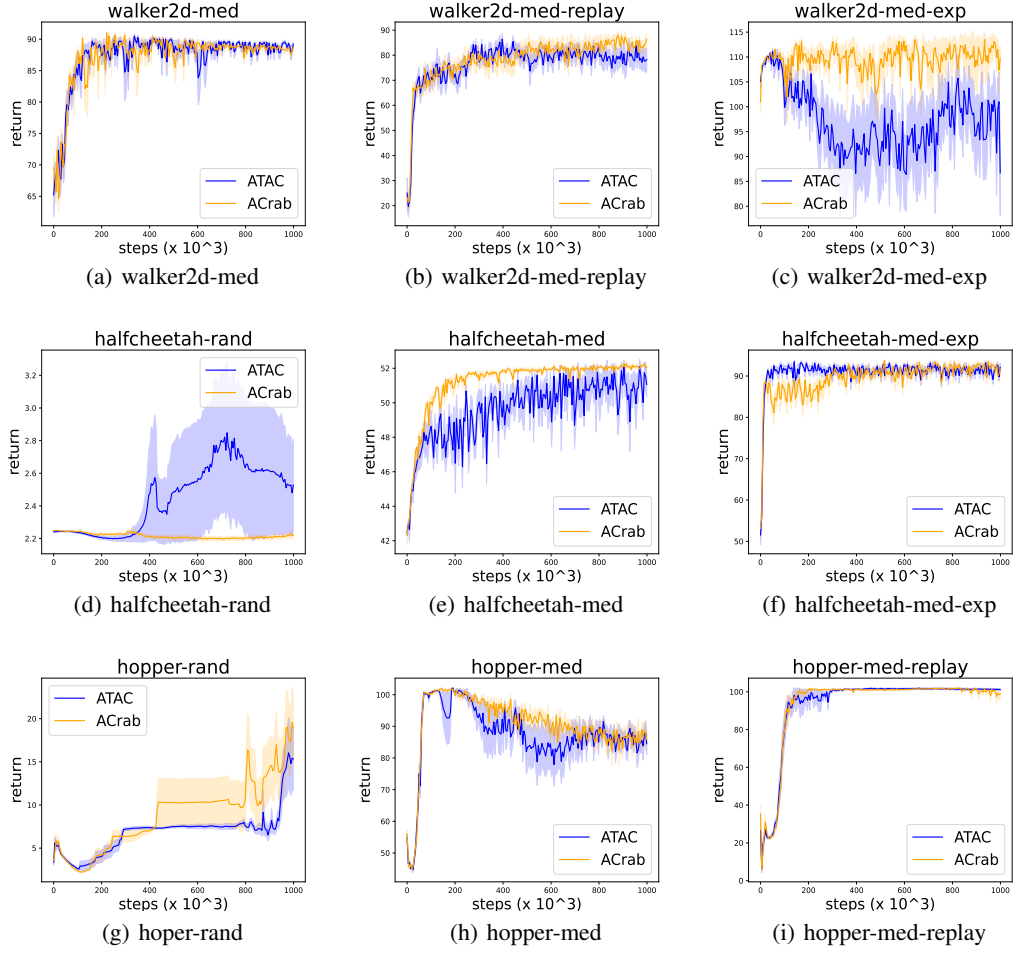 walker2d-med
90
85
80
75
70
65
return
ATAC
ACrab
0 200 400 600 800 1000
steps (x 10^3)
(a) walker2d-med
walker2d-med-replay
90
80
70
60
50
40
30
20
return
ATAC
ACrab
0 200 400 600 800 1000
steps (x 10^3)
(b) walker2d-med-replay
walker2d-med-exp
115
110
105
100
95
90
85
80
return
ATAC
ACrab
0 200 400 600 800 1000
steps (x 10^3)
(c) walker2d-med-exp
halfcheetah-rand
3.2
3.0
2.8
2.6
2.4
2.2
return
ATAC
ACrab
0 200 400 600 800 1000
steps (x 10^3)
(d) halfcheetah-rand
halfcheetah-med
52
50
48
46
44
42
return
ATAC
ACrab
0 200 400 600 800 1000
steps (x 10^3)
(e) halfcheetah-med
halfcheetah-med-exp
90
80
70
60
50
return
ATAC
ACrab
0 200 400 600 800 1000
steps (x 10^3)
(f) halfcheetah-med-exp
hopper-rand
20
15
10
5
return
ATAC
ACrab
0 200 400 600 800 1000
steps (x 10^3)
(g) hoper-rand
hopper-med
100
90
80
70
60
50
return
ATAC
ACrab
0 200 400 600 800 1000
steps (x 10^3)
(h) hopper-med
hopper-med-replay
100
80
60
40
20
0
return
ATAC
ACrab
0 200 400 600 800 1000
steps (x 10^3)
(i) hopper-med-replay